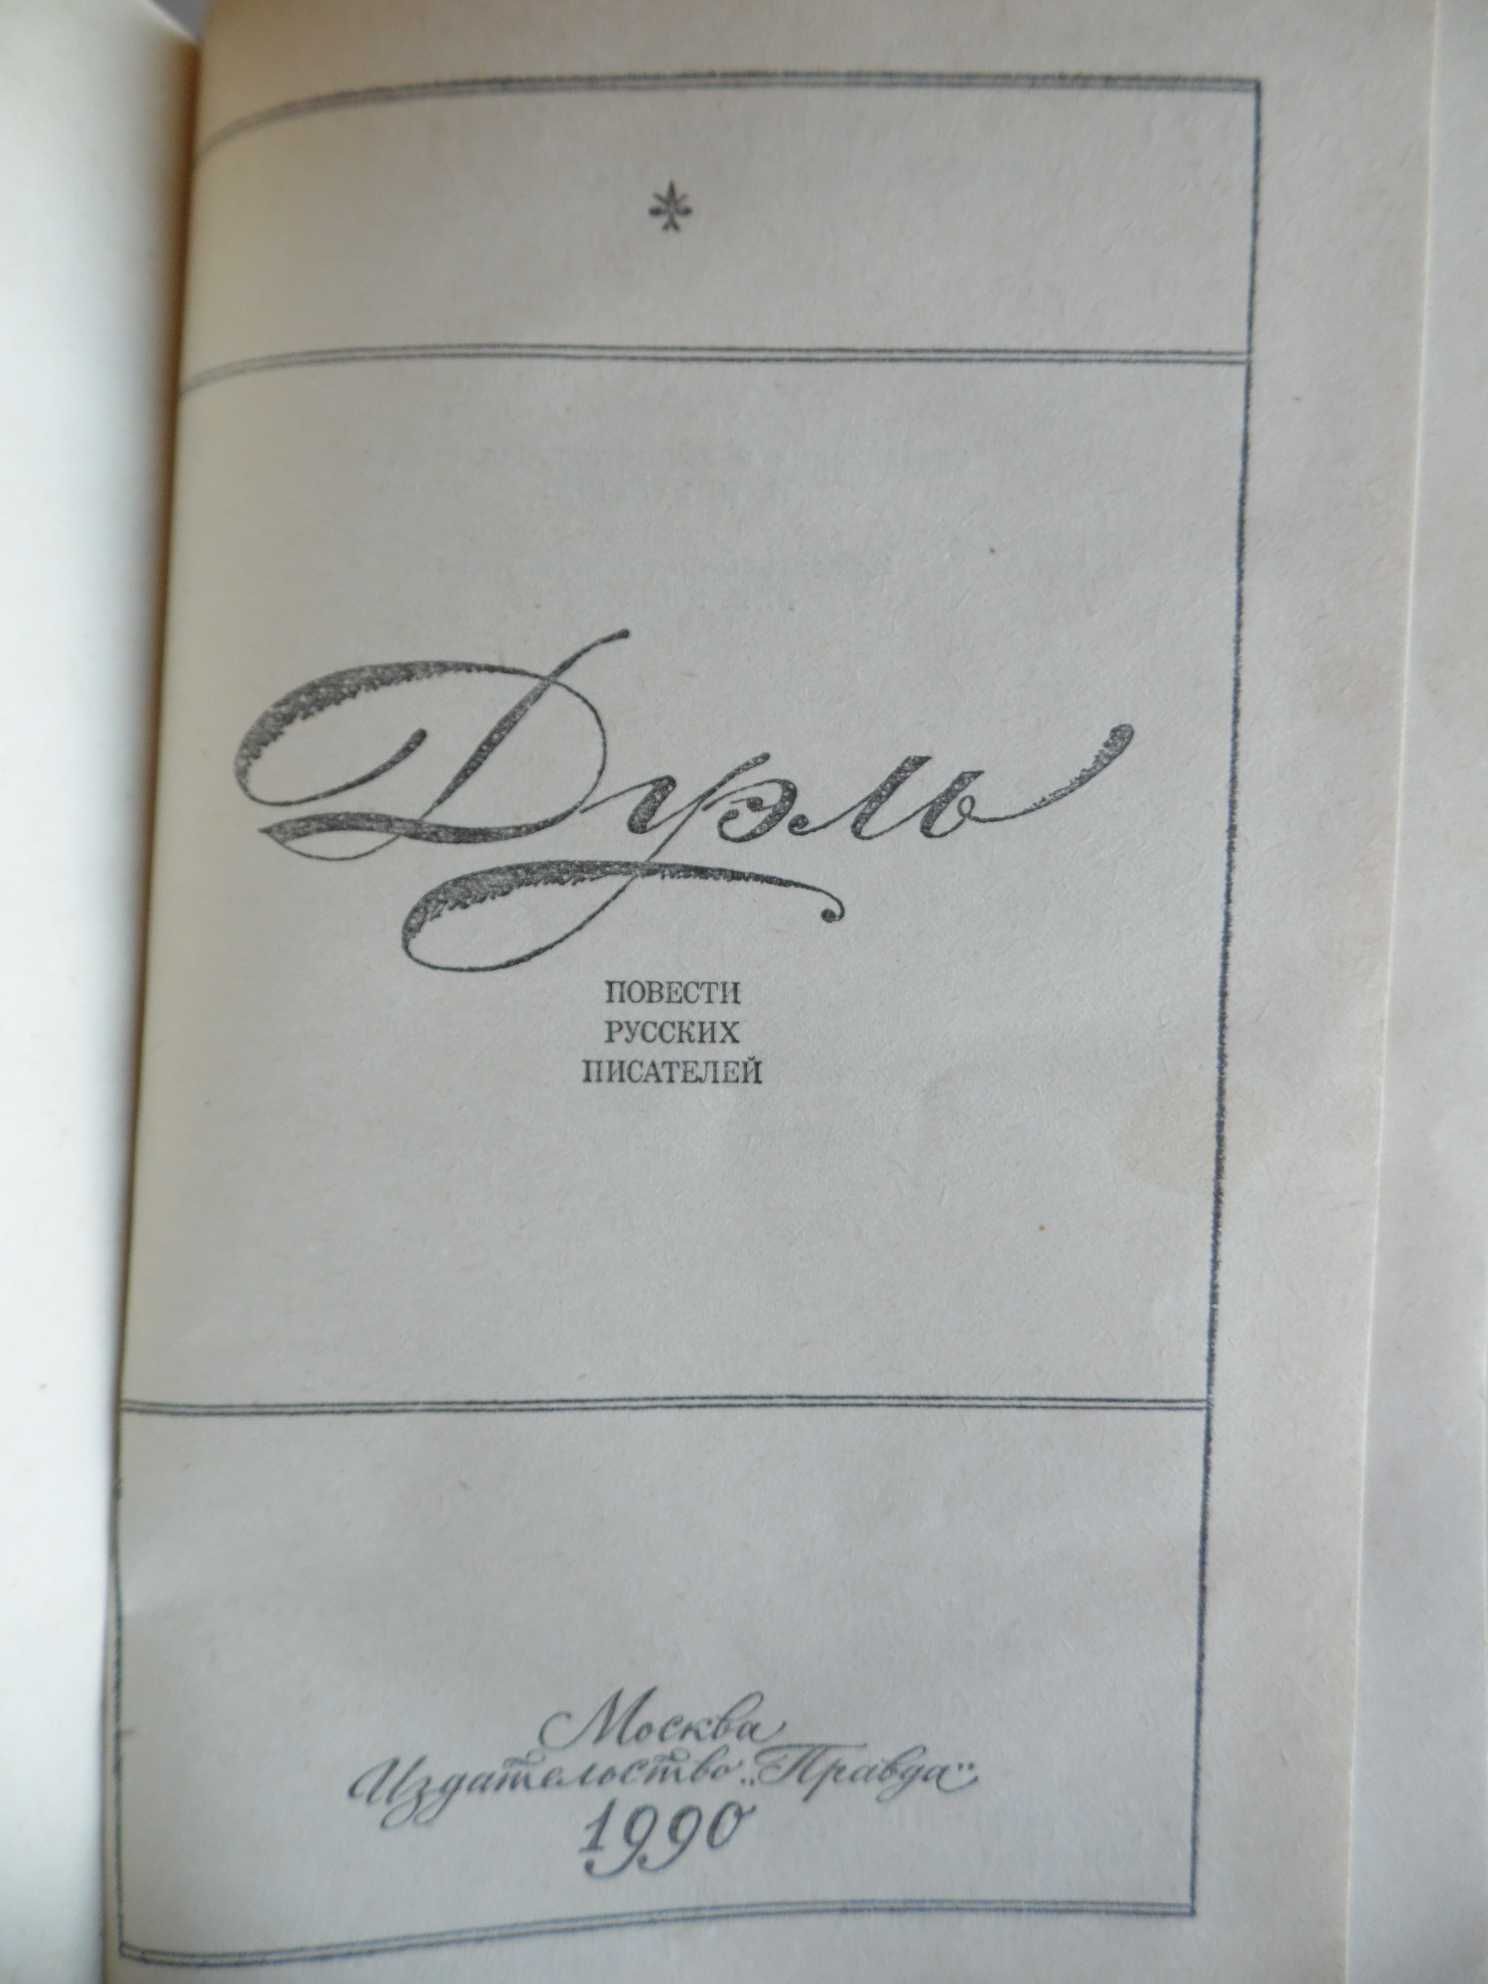 Дуэль
ПОВЕСТИ
РУССКИХ
ПИСАТЕЛЕЙ
Москва
Издательство „Правда“
1990